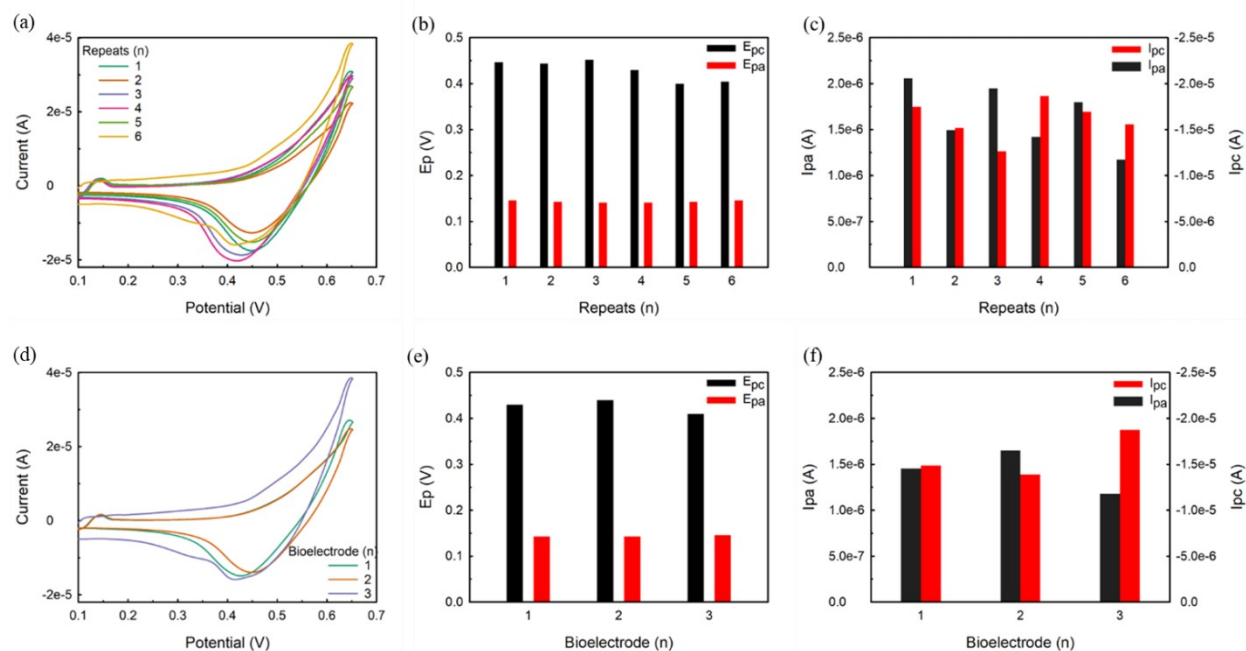 (a)
Repeats (n)
1
2
3
4
5
6
4e-5
2e-5
0
-2e-5
Current (A)
0.1 0.2 0.3 0.4 0.5 0.6 0.7
Potential (V)
(b)
Epc
Epa
0.5
0.4
0.3
0.2
0.1
0.0
Ep (V)
1 2 3 4 5 6
Repeats (n)
(c)
Ipc
Ipa
2.5e-6
2.0e-6
1.5e-6
1.0e-6
5.0e-7
0.0
Ipa (A)
-2.5e-5
-2.0e-5
-1.5e-5
-1.0e-5
-5.0e-6
0.0
Ipc (A)
1 2 3 4 5 6
Repeats (n)
(d)
4e-5
2e-5
0
-2e-5
Current (A)
Bioelectrode (n)
1
2
3
0.1 0.2 0.3 0.4 0.5 0.6 0.7
Potential (V)
(e)
Epc
Epa
0.5
0.4
0.3
0.2
0.1
0.0
Ep (V)
1 2 3
Bioelectrode (n)
(f)
Ipc
Ipa
2.5e-6
2.0e-6
1.5e-6
1.0e-6
5.0e-7
0.0
Ipa (A)
-2.5e-5
-2.0e-5
-1.5e-5
-1.0e-5
-5.0e-6
0.0
Ipc (A)
1 2 3
Bioelectrode (n)